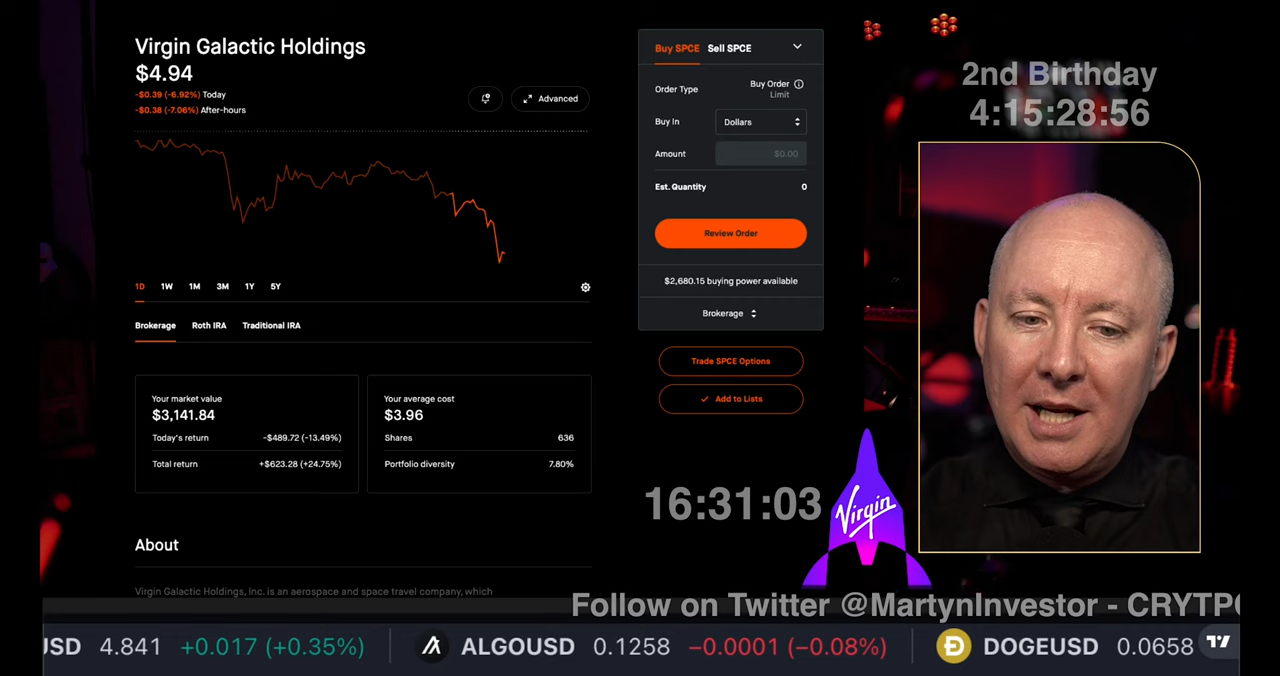 Virgin Galactic Holdings
$4.94
-$0.39 (-6.92%) Today
-$0.38 (-7.06%) After-hours
Advanced
1D 1W 1M 3M 1Y 5Y
Brokerage Roth IRA Traditional IRA
Your market value
$3,141.84
Today's return -$489.72 (-13.49%)
Total return +$623.28 (+24.75%)
Your average cost
$3.96
Shares 636
Portfolio diversity 7.80%
About
Virgin Galactic Holdings, Inc. is an aerospace and space travel company, which
Buy SPCE Sell SPCE
Order Type Buy Order
Limit
Buy In Dollars
Amount $0.00
Est. Quantity 0
Review Order
$2,680.15 buying power available
Brokerage
Trade SPCE Options
Add to Lists
16:31:03
Virgin
2nd Birthday
4:15:28:56
Follow on Twitter @MartynInvestor - CRYTP
USD 4.841 +0.017 (+0.35%) ALGOUSD 0.1258 −0.0001 (−0.08%) DOGEUSD 0.0658